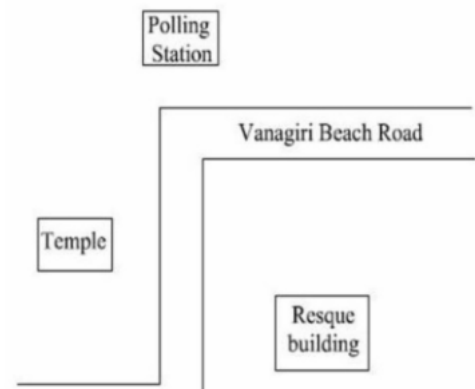 Polling
Station
Vanagiri Beach Road
Temple
Resque
building